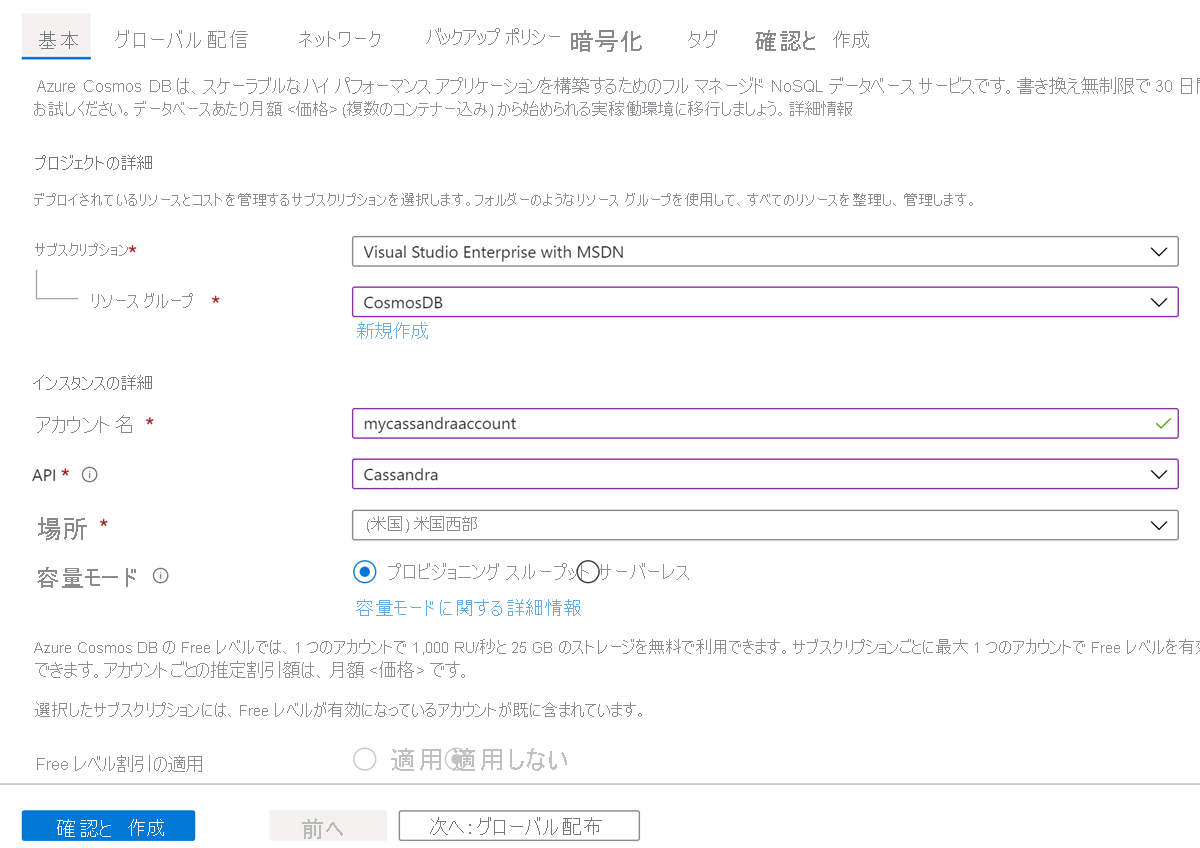 基本 グローバル配信 ネットワーク バックアップ ポリシー 暗号化 タグ 確認と 作成
Azure Cosmos DB は、スケーラブルなハイ パフォーマンス アプリケーションを構築するためのフル マネージド NoSQL データベース サービスです。書き換え無制限で 30 日
お試しください。データベースあたり月額 <価格> (複数のコンテナー込み) から始められる実稼働環境に移行しましょう。詳細情報
プロジェクトの詳細
デプロイされているリソースとコストを管理するサブスクリプションを選択します。フォルダーのようなリソース グループを使用して、すべてのリソースを整理し、管理します。
サブスクリプション* Visual Studio Enterprise with MSDN
リソース グループ * CosmosDB
新規作成
インスタンスの詳細
アカウント 名 * mycassandraaccount
API * Cassandra
場所 * (米国) 米国西部
容量モード プロビジョニング スループット サーバーレス
容量モードに関する詳細情報
Azure Cosmos DB の Free レベルでは、1 つのアカウントで 1,000 RU/秒と 25 GB のストレージを無料で利用できます。サブスクリプションごとに最大 1 つのアカウントで Free レベルを有効
できます。アカウントごとの推定割引額は、月額 <価格> です。
選択したサブスクリプションには、Free レベルが有効になっているアカウントが既に含まれています。
Free レベル割引の適用 適用 適用しない
確認と 作成 前へ 次へ: グローバル配布